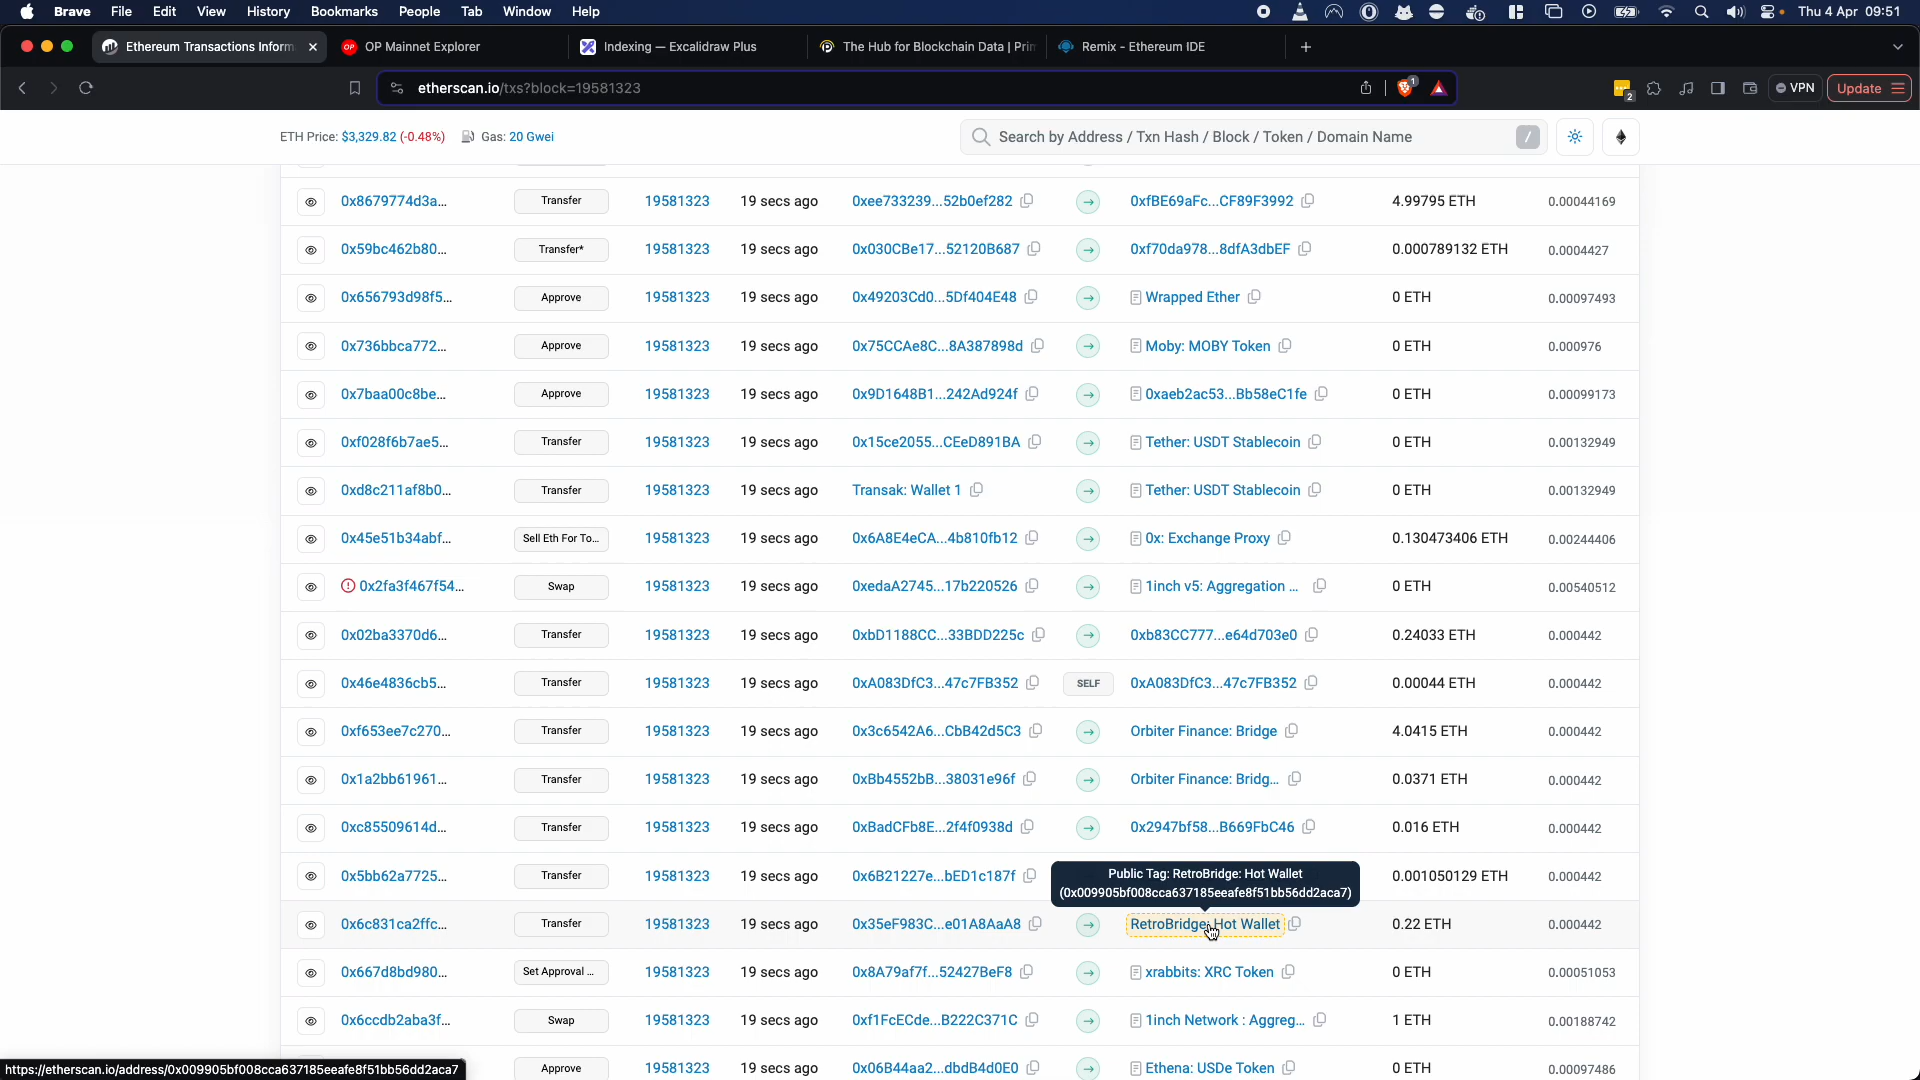 Brave File Edit View History Bookmarks People Tab Window Help Thu 4 Apr 09:51
Ethereum Transactions Inform OP Mainnet Explorer Indexing — Excalidraw Plus The Hub for Blockchain Data | Prin Remix - Ethereum IDE
etherscan.io/txs?block=19581323 1 2 VPN Update
ETH Price: $3,329.82 (-0.48%) Gas: 20 Gwei Search by Address / Txn Hash / Block / Token / Domain Name /
0x8679774d3a... Transfer 19581323 19 secs ago 0xee733239...52b0ef282 0xfBE69aFc...CF89F3992 4.99795 ETH 0.00044169
0x59bc462b80... Transfer* 19581323 19 secs ago 0x030CBe17...52120B687 0xf70da978...8dfA3dbEF 0.000789132 ETH 0.0004427
0x656793d98f5... Approve 19581323 19 secs ago 0x49203Cd0...5Df404E48 Wrapped Ether 0 ETH 0.00097493
0x736bbca772... Approve 19581323 19 secs ago 0x75CCAe8C...8A387898d Moby: MOBY Token 0 ETH 0.000976
0x7baa00c8be... Approve 19581323 19 secs ago 0x9D1648B1...242Ad924f 0xaeb2ac53...Bb58eC1fe 0 ETH 0.00099173
0xf028f6b7ae5... Transfer 19581323 19 secs ago 0x15ce2055...CEeD891BA Tether: USDT Stablecoin 0 ETH 0.00132949
0xd8c211af8b0... Transfer 19581323 19 secs ago Transak: Wallet 1 Tether: USDT Stablecoin 0 ETH 0.00132949
0x45e51b34abf... Sell Eth For To... 19581323 19 secs ago 0x6A8E4eCA...4b810fb12 0x: Exchange Proxy 0.130473406 ETH 0.00244406
0x2fa3f467f54... Swap 19581323 19 secs ago 0xedaA2745...17b220526 1inch v5: Aggregation ... 0 ETH 0.00540512
0x02ba3370d6... Transfer 19581323 19 secs ago 0xbD1188CC...33BDD225c 0xb83CC777...e64d703e0 0.24033 ETH 0.000442
0x46e4836cb5... Transfer 19581323 19 secs ago 0xA083DfC3...47c7FB352 SELF 0xA083DfC3...47c7FB352 0.00044 ETH 0.000442
0xf653ee7c270... Transfer 19581323 19 secs ago 0x3c6542A6...CbB42d5C3 Orbiter Finance: Bridge 4.0415 ETH 0.000442
0x1a2bb61961... Transfer 19581323 19 secs ago 0xBb4552bB...38031e96f Orbiter Finance: Bridg... 0.0371 ETH 0.000442
0xc85509614d... Transfer 19581323 19 secs ago 0xBadCFb8E...2f4f0938d 0x2947bf58...B669FbC46 0.016 ETH 0.000442
Public Tag: RetroBridge: Hot Wallet
0x5bb62a7725... Transfer 19581323 19 secs ago 0x6B21227e...bED1c187f 0.001050129 ETH 0.000442
(0x009905bf008cca637185eeafe8f51bb56dd2aca7)
0x6c831ca2ffc... Transfer 19581323 19 secs ago 0x35eF983C...e01A8AaA8 RetroBridge: Hot Wallet 0.22 ETH 0.000442
0x667d8bd980... Set Approval ... 19581323 19 secs ago 0x8A79af7f...52427BeF8 xrabbits: XRC Token 0 ETH 0.00051053
0x6ccdb2aba3f... Swap 19581323 19 secs ago 0xf1FcECde...B222C371C 1inch Network : Aggreg... 1 ETH 0.00188742
https://etherscan.io/address/0x009905bf008cca637185eeafe8f51bb56dd2aca7 Approve 19581323 19 secs ago 0x06B44aa2...dbdB4d0E0 Ethena: USDe Token 0 ETH 0.00097486